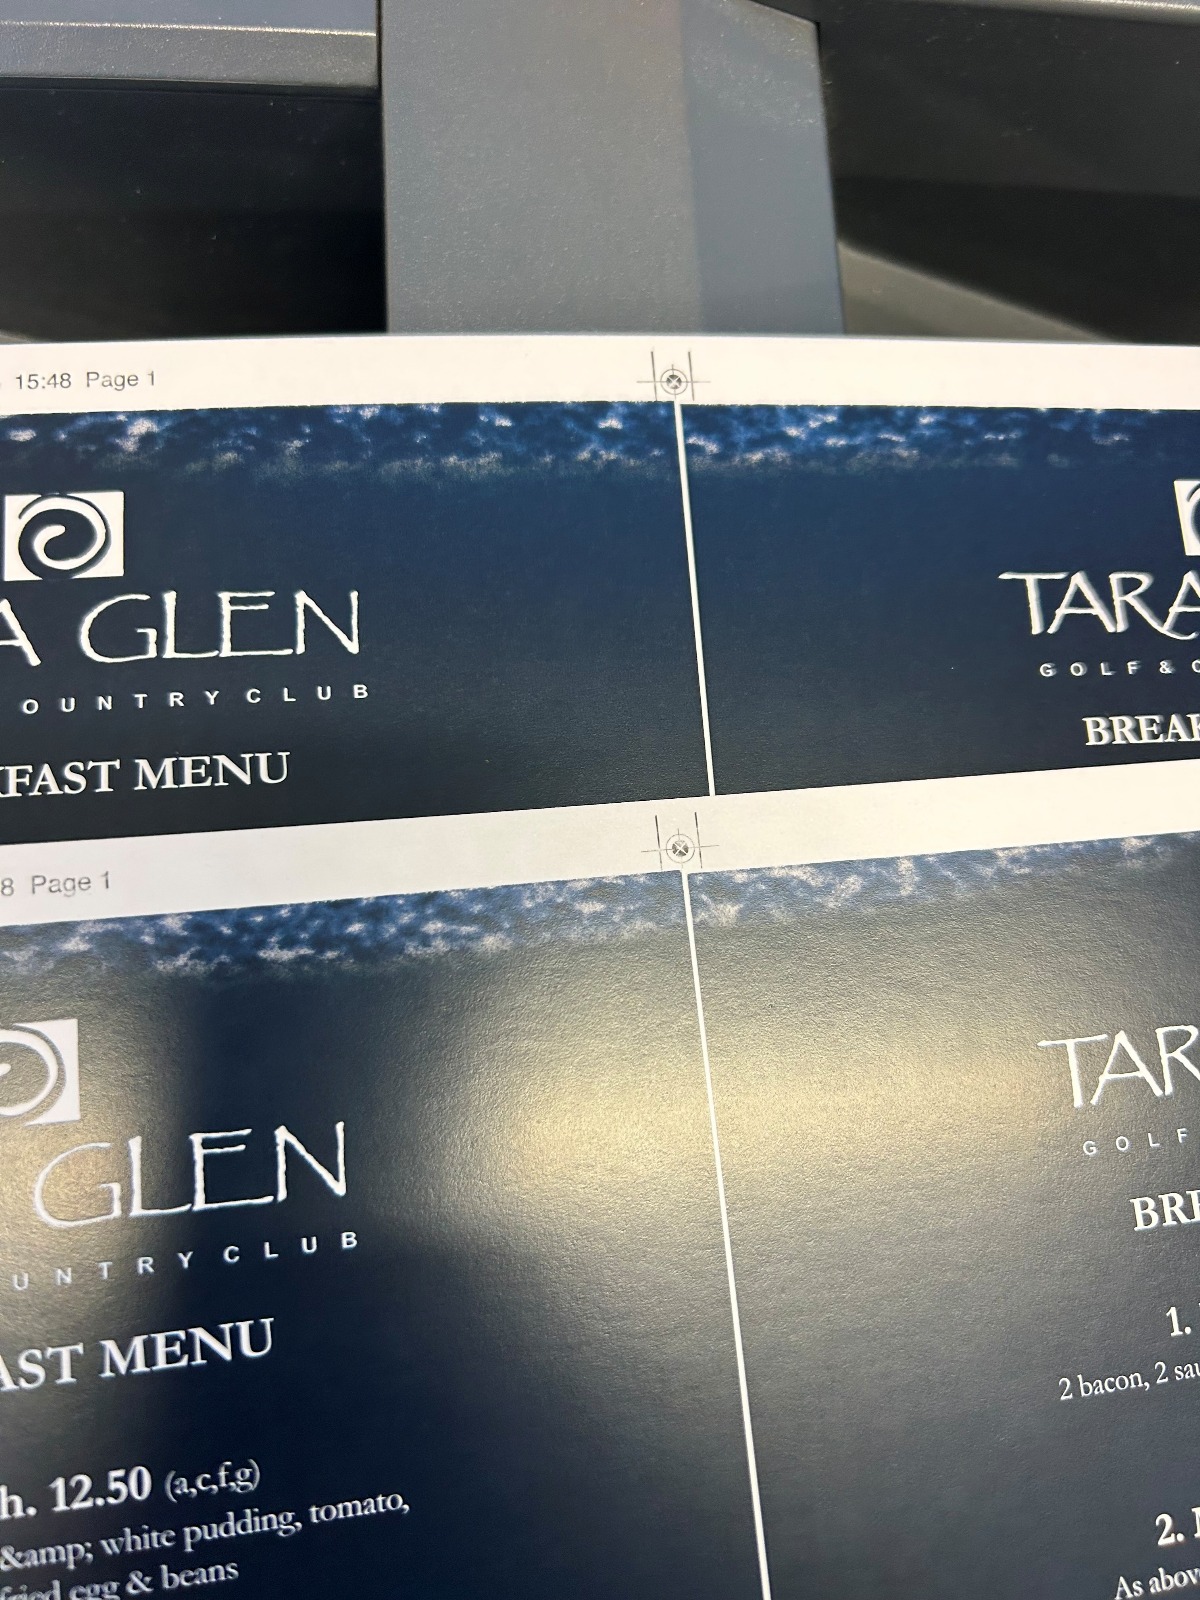 15:48 Page 1
A GLEN
OUNTRY CLUB
FAST MENU
TARA
GOLF & C
BREAK
8 Page 1
GLEN
UNTRY CLUB
AST MENU
h. 12.50 (a,c,f,g)
&amp; white pudding, tomato,
fried egg & beans
TAR
GOLF
BRE
1.
2 bacon, 2 sau
2.
As above